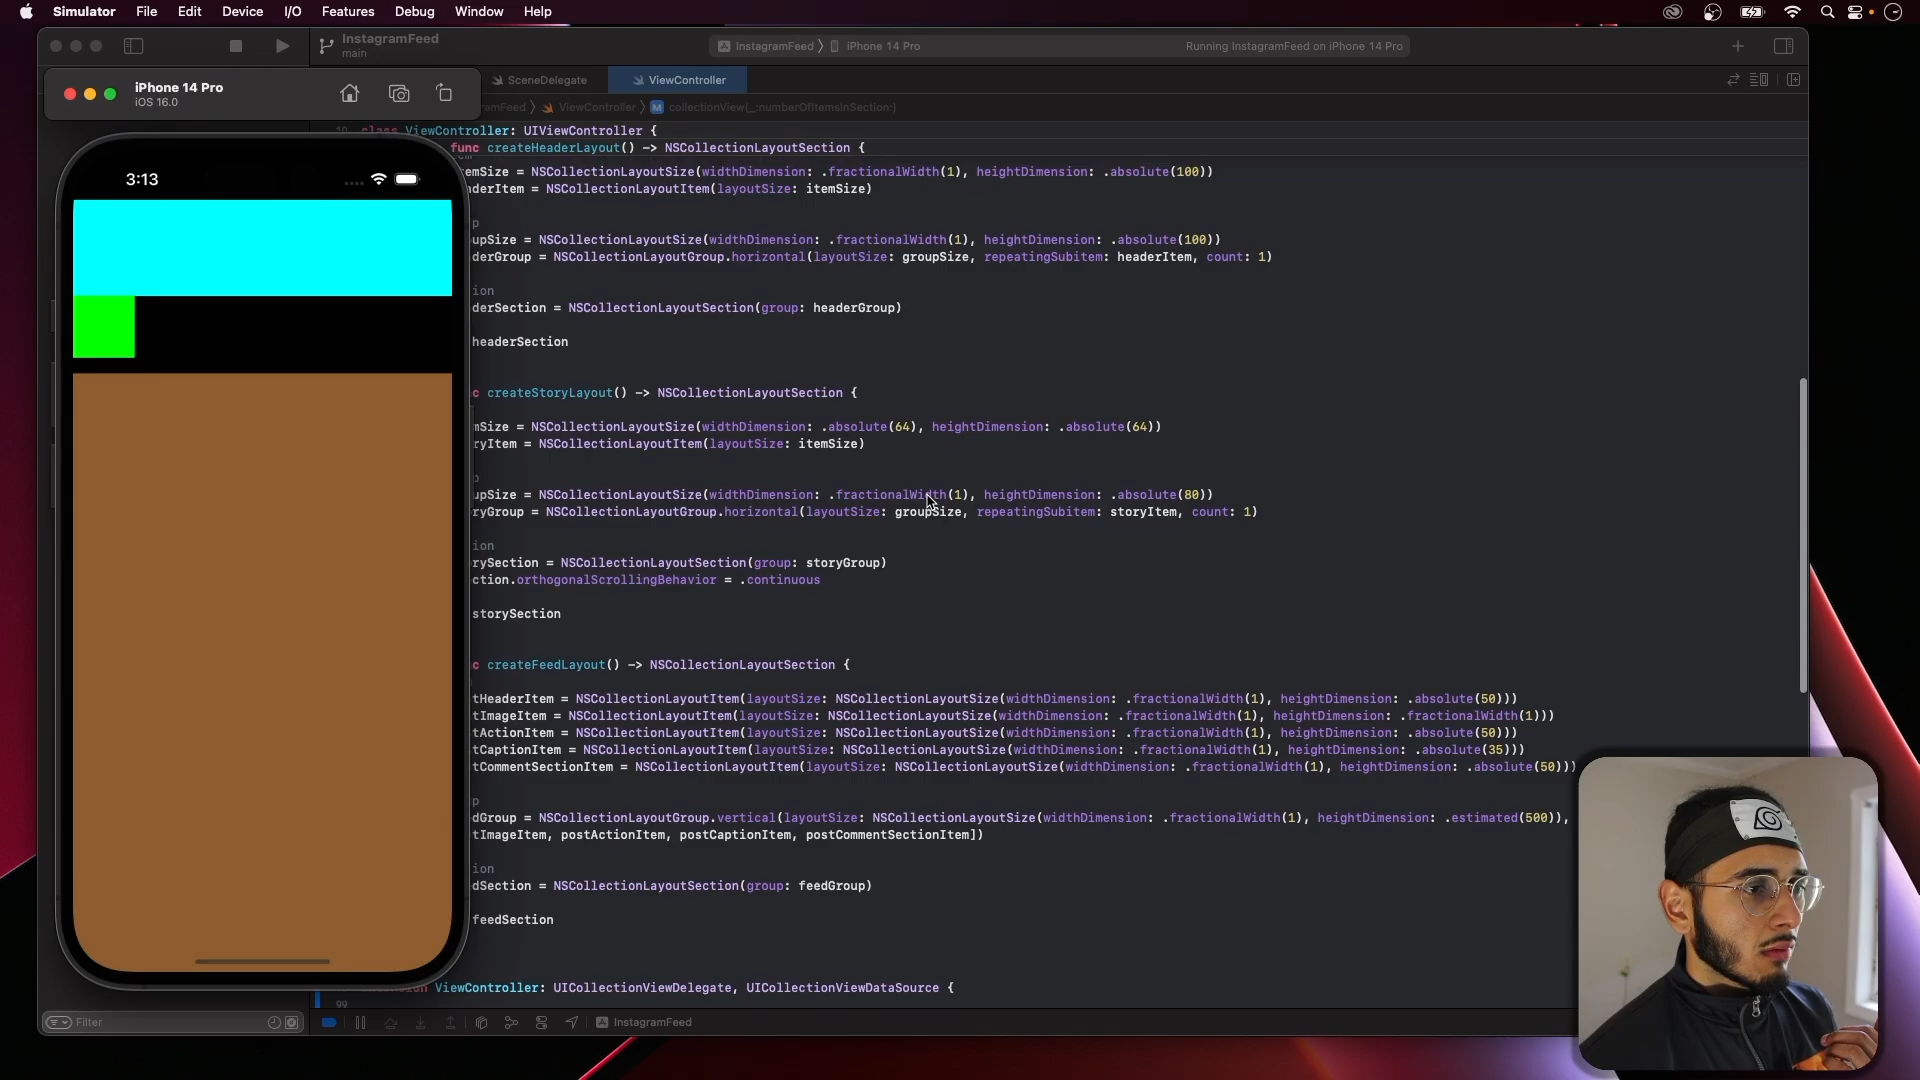 Simulator File Edit View Device I/O Features Debug Window Help
InstagramFeed
main
InstagramFeed iPhone 14 Pro
Running InstagramFeed on iPhone 14 Pro
iPhone 14 Pro
iOS 16.0
SceneDelegate
ViewController
ramFeed ViewController M collectionView(_:numberOfItemsInSection:)
class ViewController: UIViewController {
func createHeaderLayout() -> NSCollectionLayoutSection {
3:13
emSize = NSCollectionLayoutSize(widthDimension: .fractionalWidth(1), heightDimension: .absolute(100))
derItem = NSCollectionLayoutItem(layoutSize: itemSize)
p
upSize = NSCollectionLayoutSize(widthDimension: .fractionalWidth(1), heightDimension: .absolute(100))
derGroup = NSCollectionLayoutGroup.horizontal(layoutSize: groupSize, repeatingSubitem: headerItem, count: 1)
ion
derSection = NSCollectionLayoutSection(group: headerGroup)
headerSection
c createStoryLayout() -> NSCollectionLayoutSection {
mSize = NSCollectionLayoutSize(widthDimension: .absolute(64), heightDimension: .absolute(64))
ryItem = NSCollectionLayoutItem(layoutSize: itemSize)
p
upSize = NSCollectionLayoutSize(widthDimension: .fractionalWidth(1), heightDimension: .absolute(80))
ryGroup = NSCollectionLayoutGroup.horizontal(layoutSize: groupSize, repeatingSubitem: storyItem, count: 1)
ion
rySection = NSCollectionLayoutSection(group: storyGroup)
ction.orthogonalScrollingBehavior = .continuous
storySection
c createFeedLayout() -> NSCollectionLayoutSection {
tHeaderItem = NSCollectionLayoutItem(layoutSize: NSCollectionLayoutSize(widthDimension: .fractionalWidth(1), heightDimension: .absolute(50)))
tImageItem = NSCollectionLayoutItem(layoutSize: NSCollectionLayoutSize(widthDimension: .fractionalWidth(1), heightDimension: .fractionalWidth(1)))
tActionItem = NSCollectionLayoutItem(layoutSize: NSCollectionLayoutSize(widthDimension: .fractionalWidth(1), heightDimension: .absolute(50)))
tCaptionItem = NSCollectionLayoutItem(layoutSize: NSCollectionLayoutSize(widthDimension: .fractionalWidth(1), heightDimension: .absolute(35)))
tCommentSectionItem = NSCollectionLayoutItem(layoutSize: NSCollectionLayoutSize(widthDimension: .fractionalWidth(1), heightDimension: .absolute(50)))
p
dGroup = NSCollectionLayoutGroup.vertical(layoutSize: NSCollectionLayoutSize(widthDimension: .fractionalWidth(1), heightDimension: .estimated(500)),
tImageItem, postActionItem, postCaptionItem, postCommentSectionItem])
ion
dSection = NSCollectionLayoutSection(group: feedGroup)
feedSection
ViewController: UICollectionViewDelegate, UICollectionViewDataSource {
99
Filter
InstagramFeed